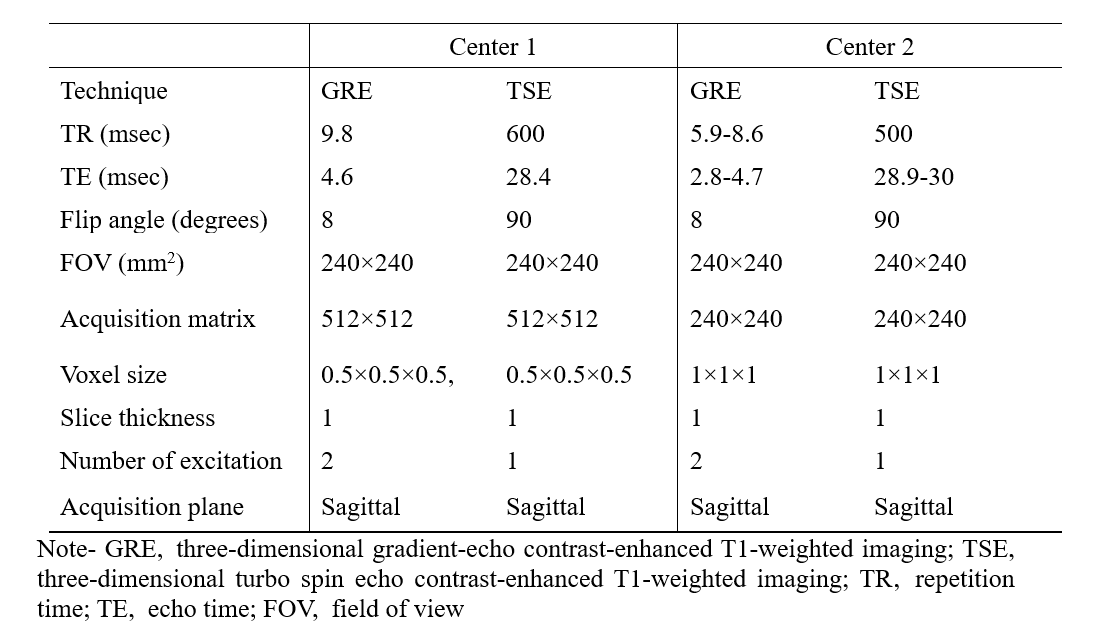 Center 1 Center 2
Technique GRE TSE GRE TSE
TR (msec) 9.8 600 5.9-8.6 500
TE (msec) 4.6 28.4 2.8-4.7 28.9-30
Flip angle (degrees) 8 90 8 90
FOV (mm²) 240×240 240×240 240×240 240×240
Acquisition matrix 512×512 512×512 240×240 240×240
Voxel size 0.5×0.5×0.5, 0.5×0.5×0.5 1×1×1 1×1×1
Slice thickness 1 1 1 1
Number of excitation 2 1 2 1
Acquisition plane Sagittal Sagittal Sagittal Sagittal
Note- GRE, three-dimensional gradient-echo contrast-enhanced T1-weighted imaging; TSE,
three-dimensional turbo spin echo contrast-enhanced T1-weighted imaging; TR, repetition
time; TE, echo time; FOV, field of view